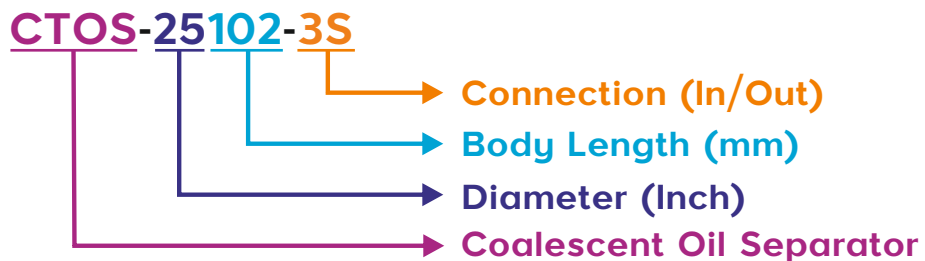 CTOS-25102-3S
Connection (In/Out)
Body Length (mm)
Diameter (Inch)
Coalescent Oil Separator